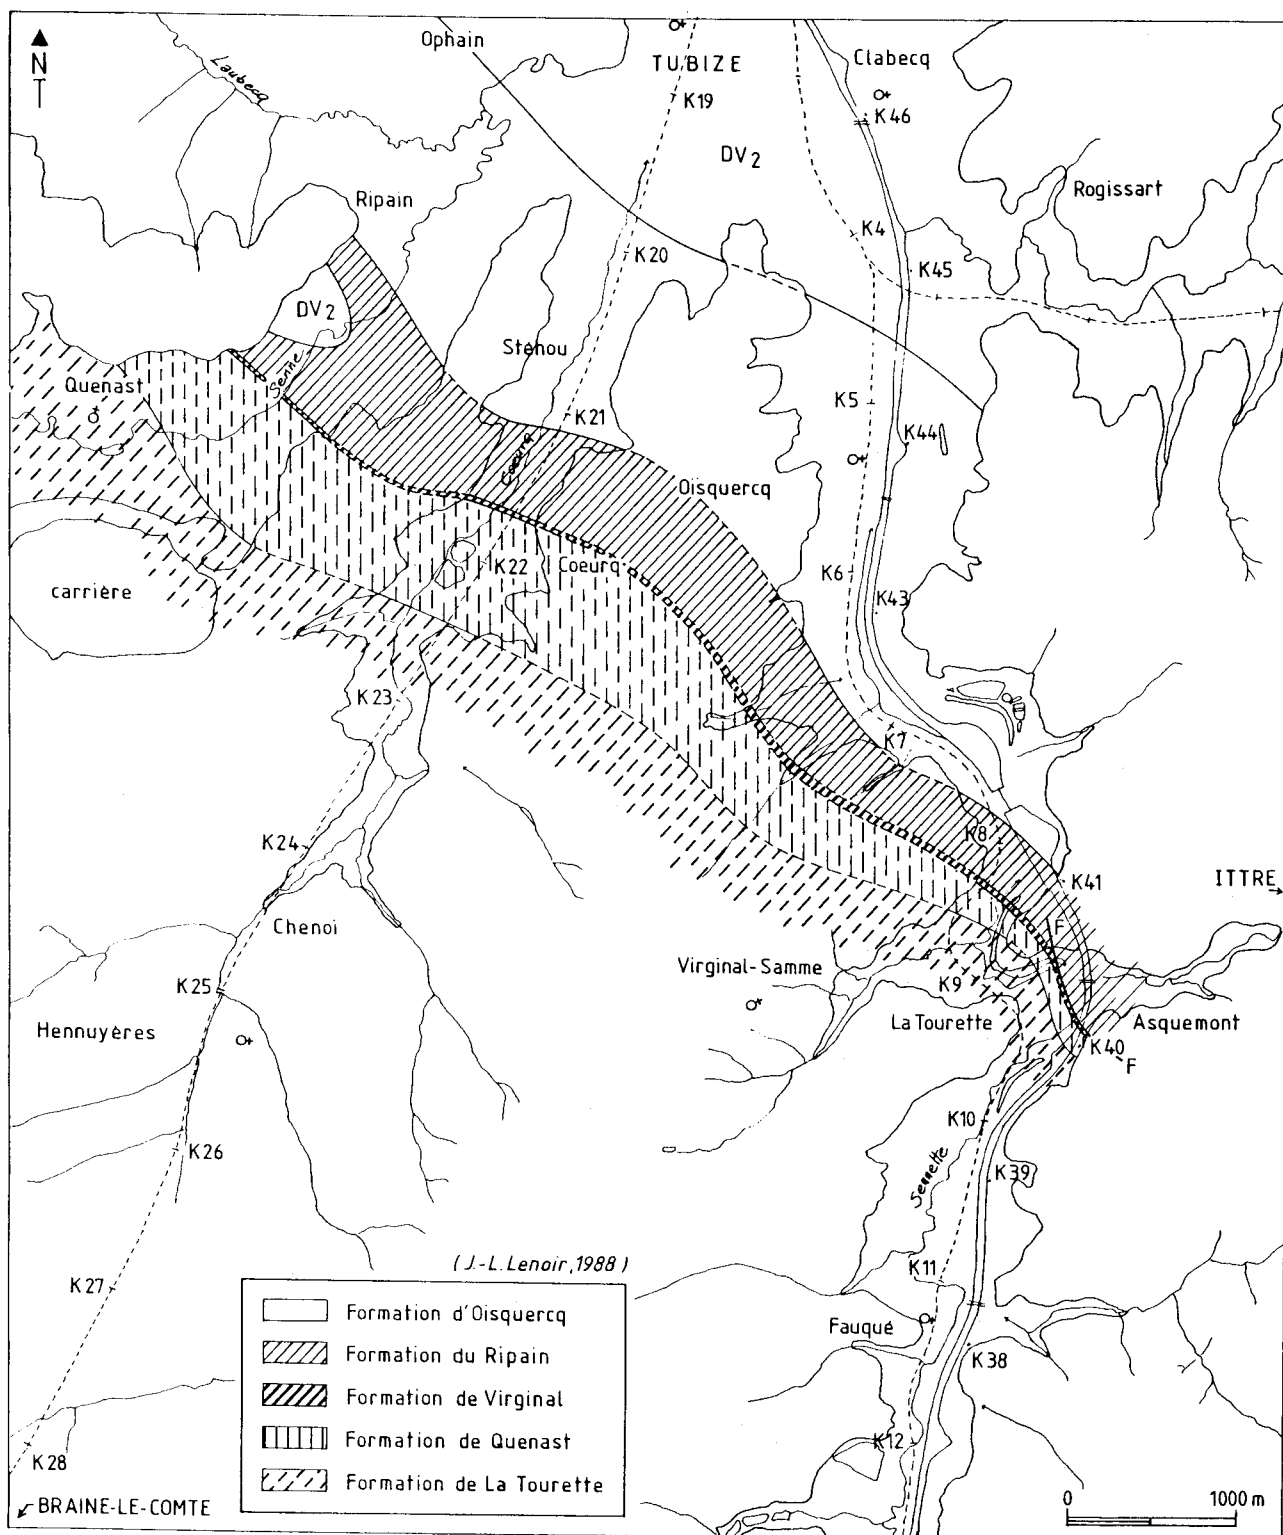 N
Laubecq
Ophain
TUBIZE
Clabecq
K19
K46
DV2
Ripain
Rogissart
K4
K20
K45
DV2
Senne
Stéhou
Quenast
K21
K5
K44
Coeurcq
Oisquercq
K22
Coeurq
K6
K43
carrière
K23
K7
K24
K8
K41
ITTRE
Chenoi
F
Virginal-Samme
K9
K25
La Tourette
Asquemont
Hennuyères
K40
F
K10
K26
Sennette
K39
(J.-L.Lenoir,1988)
K11
K27
Formation d'Oisquercq
Fauqué
Formation du Ripain
K38
Formation de Virginal
Formation de Quenast
K12
K28
Formation de La Tourette
BRAINE-LE-COMTE
0 1000 m